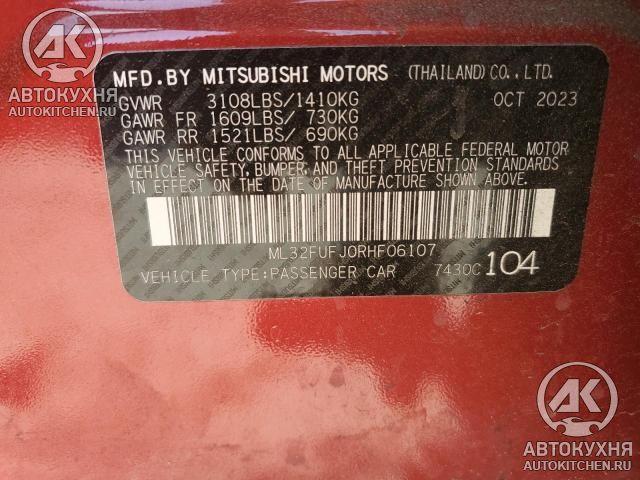 АВТОКУХНЯ
AUTOKITCHEN.RU
MFD.BY MITSUBISHI MOTORS (THAILAND)CO.,LTD.
GVWR 3108LBS/1410KG OCT 2023
GAWR FR 1609LBS/ 730KG
GAWR RR 1521LBS/ 690KG
THIS VEHICLE CONFORMS TO ALL APPLICABLE FEDERAL MOTOR
VEHICLE SAFETY, BUMPER, AND THEFT PREVENTION STANDARDS
IN EFFECT ON THE DATE OF MANUFACTURE SHOWN ABOVE.
ML32FUFJ0RHF06107
VEHICLE TYPE:PASSENGER CAR 7430C 104
АВТОКУХНЯ
AUTOKITCHEN.RU